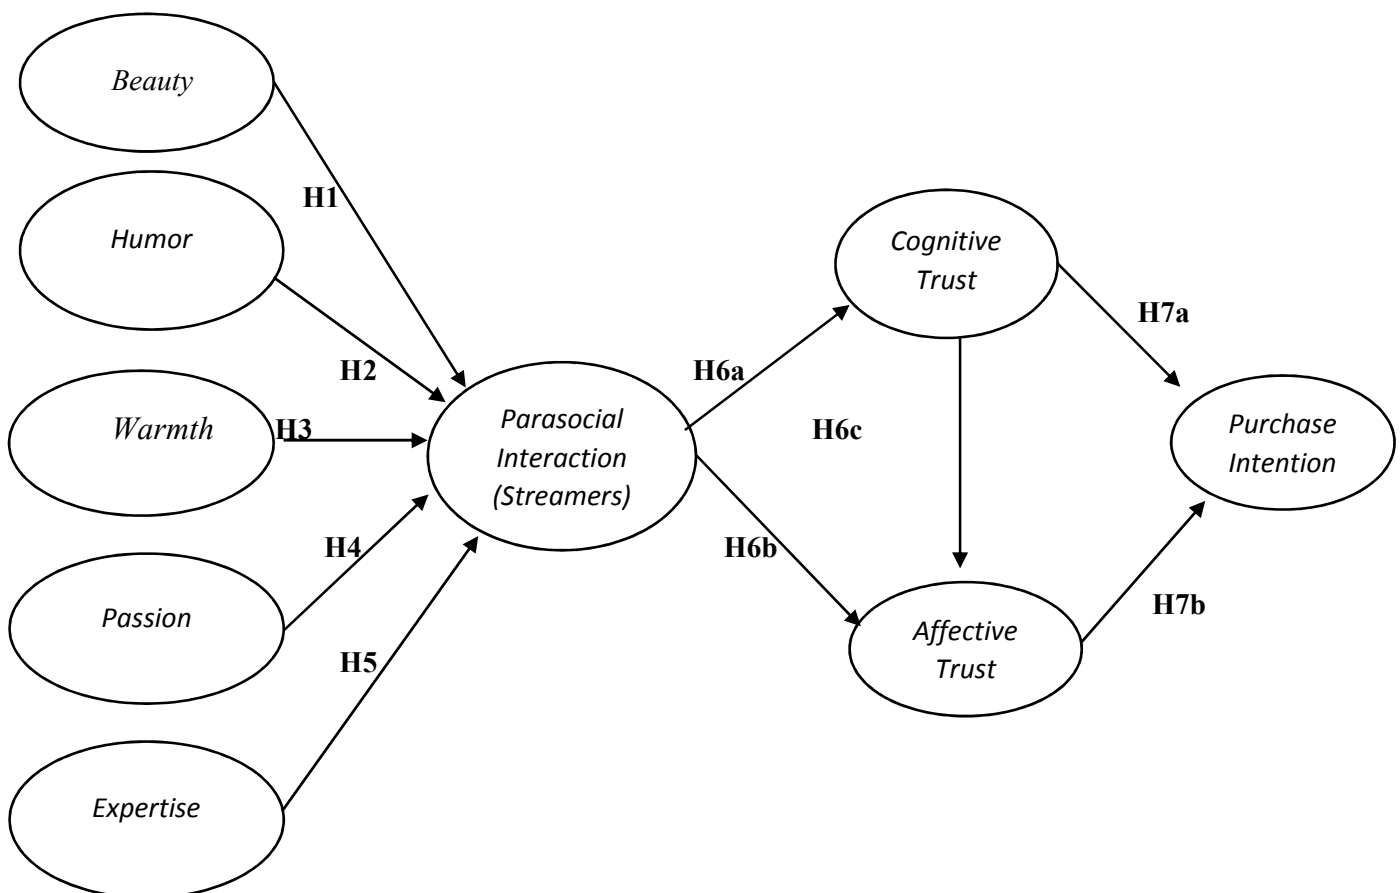 Beauty
H1
Humor
H2
Warmth
H3
Passion
H4
Expertise
H5
Parasocial
Interaction
(Streamers)
H6a
H6b
H6c
Cognitive
Trust
Affective
Trust
H7a
H7b
Purchase
Intention